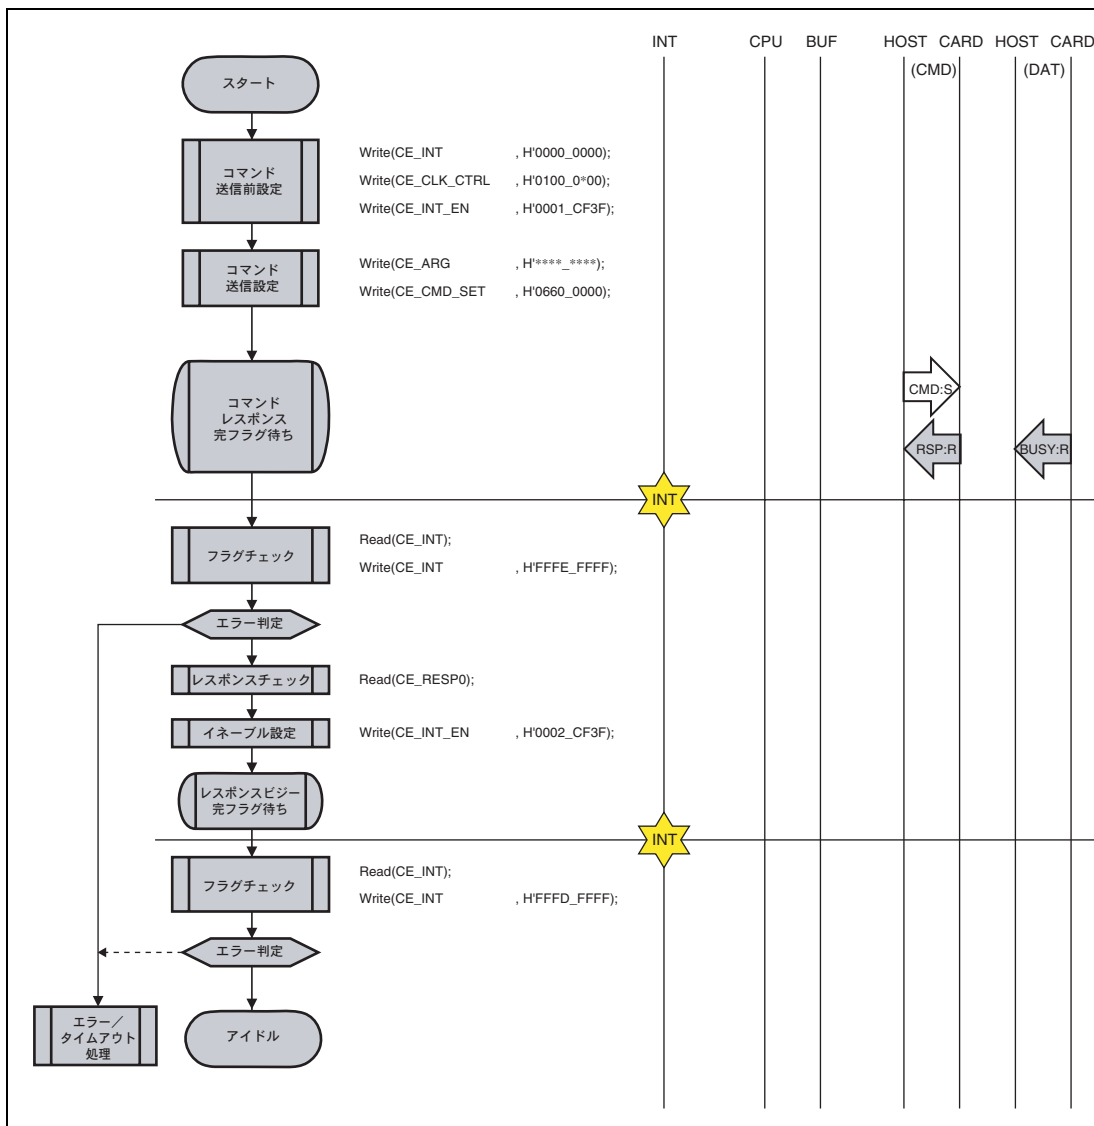 INT CPU BUF HOST CARD HOST CARD
(CMD) (DAT)
スタート
コマンド
送信前設定
Write(CE_INT , H'0000_0000);
Write(CE_CLK_CTRL , H'0100_0*00);
Write(CE_INT_EN , H'0001_CF3F);
コマンド
送信設定
Write(CE_ARG , H'****_****);
Write(CE_CMD_SET , H'0660_0000);
コマンド
レスポンス
完フラグ待ち
CMD:S
RSP:R BUSY:R
INT
フラグチェック
Read(CE_INT);
Write(CE_INT , H'FFFE_FFFF);
エラー判定
レスポンスチェック Read(CE_RESP0);
イネーブル設定 Write(CE_INT_EN , H'0002_CF3F);
レスポンスビジー
完フラグ待ち
INT
フラグチェック
Read(CE_INT);
Write(CE_INT , H'FFFD_FFFF);
エラー判定
エラー／
タイムアウト
処理
アイドル